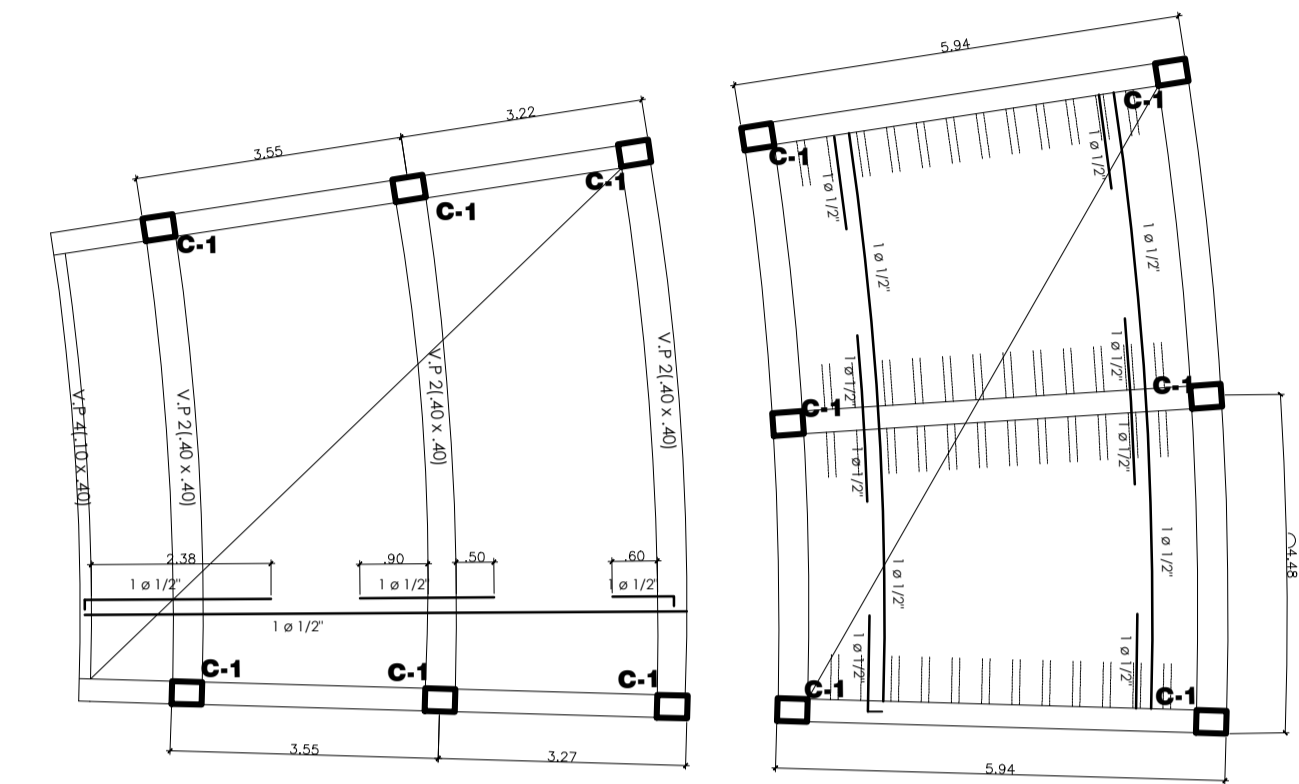 3.55
3.22
C-1
C-1
C-1
V.P 4(.10 x .40)
V.P 2(.40 x .40)
V.P 2(.40 x .40)
V.P 2(.40 x .40)
2.38
.90
.50
.60
1 ø 1/2"
1 ø 1/2"
1 ø 1/2"
1 ø 1/2"
C-1
C-1
C-1
3.55
3.27
5.94
C-1
C-1
1 ø 1/2"
1 ø 1/2"
1 ø 1/2"
1 ø 1/2"
1 ø 1/2"
1 ø 1/2"
C-1
C-1
1 ø 1/2"
1 ø 1/2"
1 ø 1/2"
1 ø 1/2"
4.48
1 ø 1/2"
1 ø 1/2"
C-1
C-1
5.94